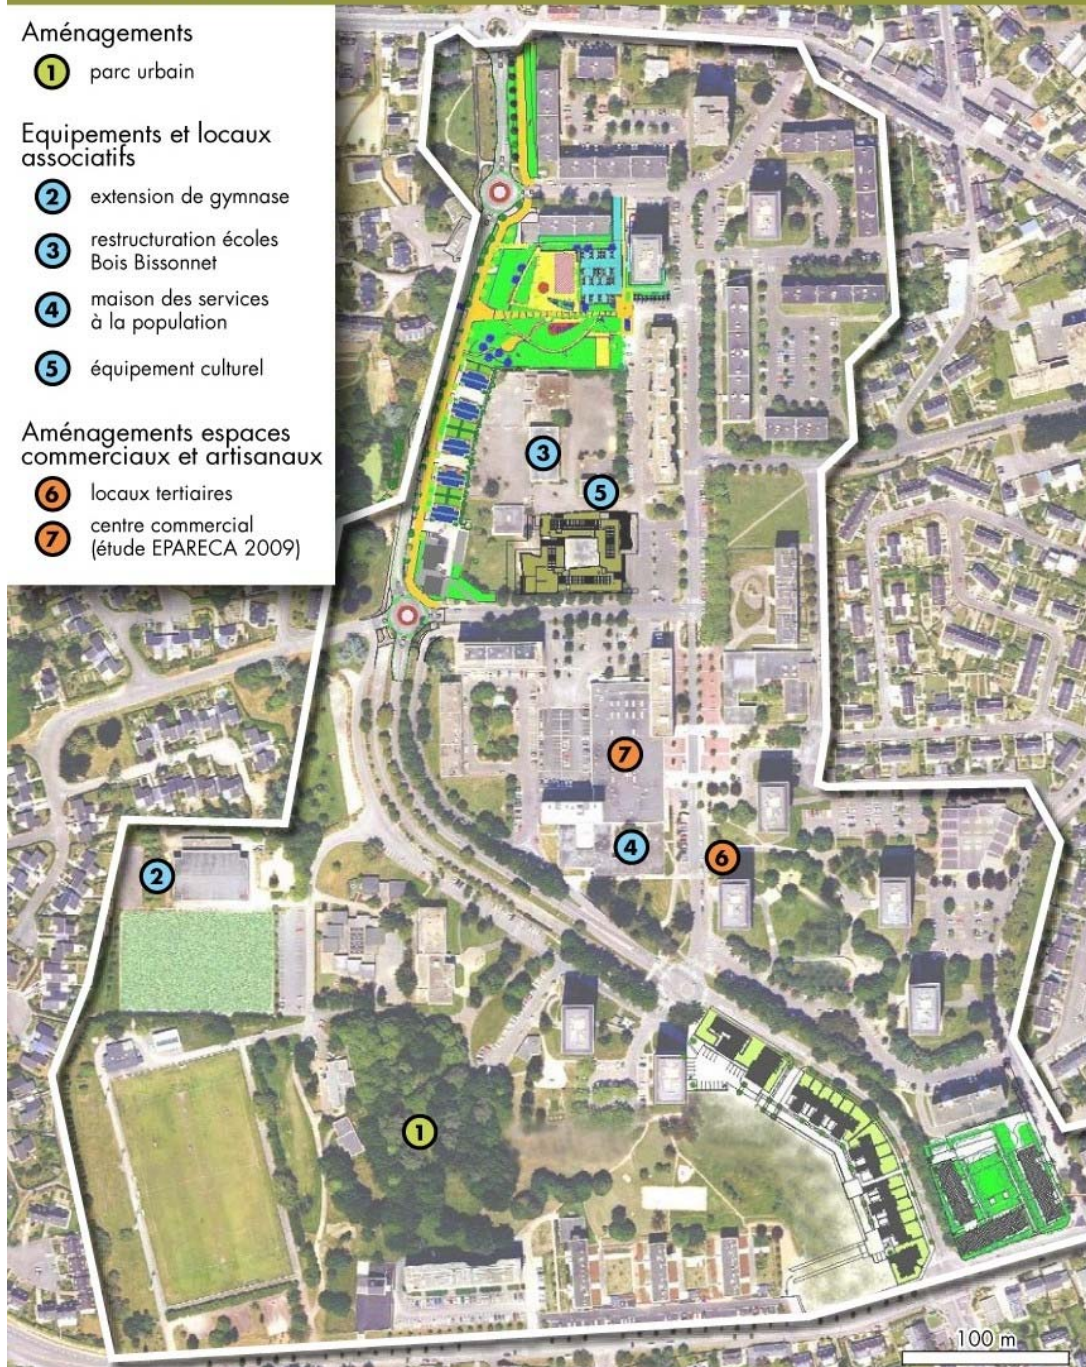 Aménagements
1 parc urbain
Equipements et locaux
associatifs
2 extension de gymnase
3 restructuration écoles
Bois Bissonnet
4 maison des services
à la population
5 équipement culturel
Aménagements espaces
commerciaux et artisanaux
6 locaux tertiaires
7 centre commercial
(étude EPARECA 2009)
3
5
7
4
6
2
1
100 m